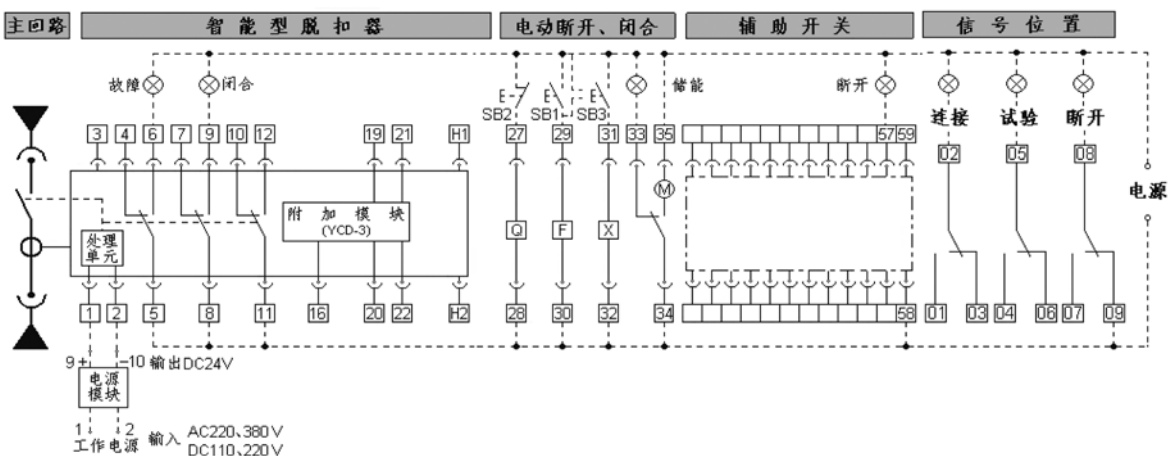 主回路 智能型脱扣器 电动断开、闭合 辅助开关 信号位置
故障 闭合 储能 断开
SB2 SB1 SB3
连接 试验 断开
3 4 6 7 9 10 12 19 21 H1 27 29 31 33 35 57 59
02 05 08
电源
M
附加模块
(YCD-3)
Q F X
处理
单元
1 2 5 8 11 16 20 22 H2 28 30 32 34 58 01 03 04 06 07 09
9 + −10 输出DC24V
电源
模块
1 2
工作电源 输入 AC220、380V
DC110、220V